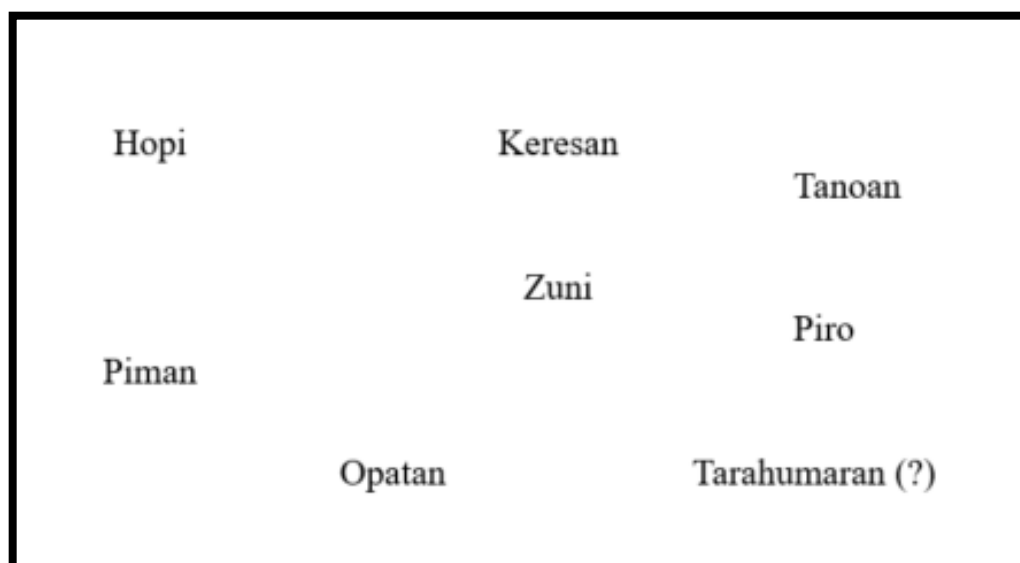 Hopi
Keresan
Tanoan
Zuni
Piro
Piman
Opatan
Tarahumaran (?)